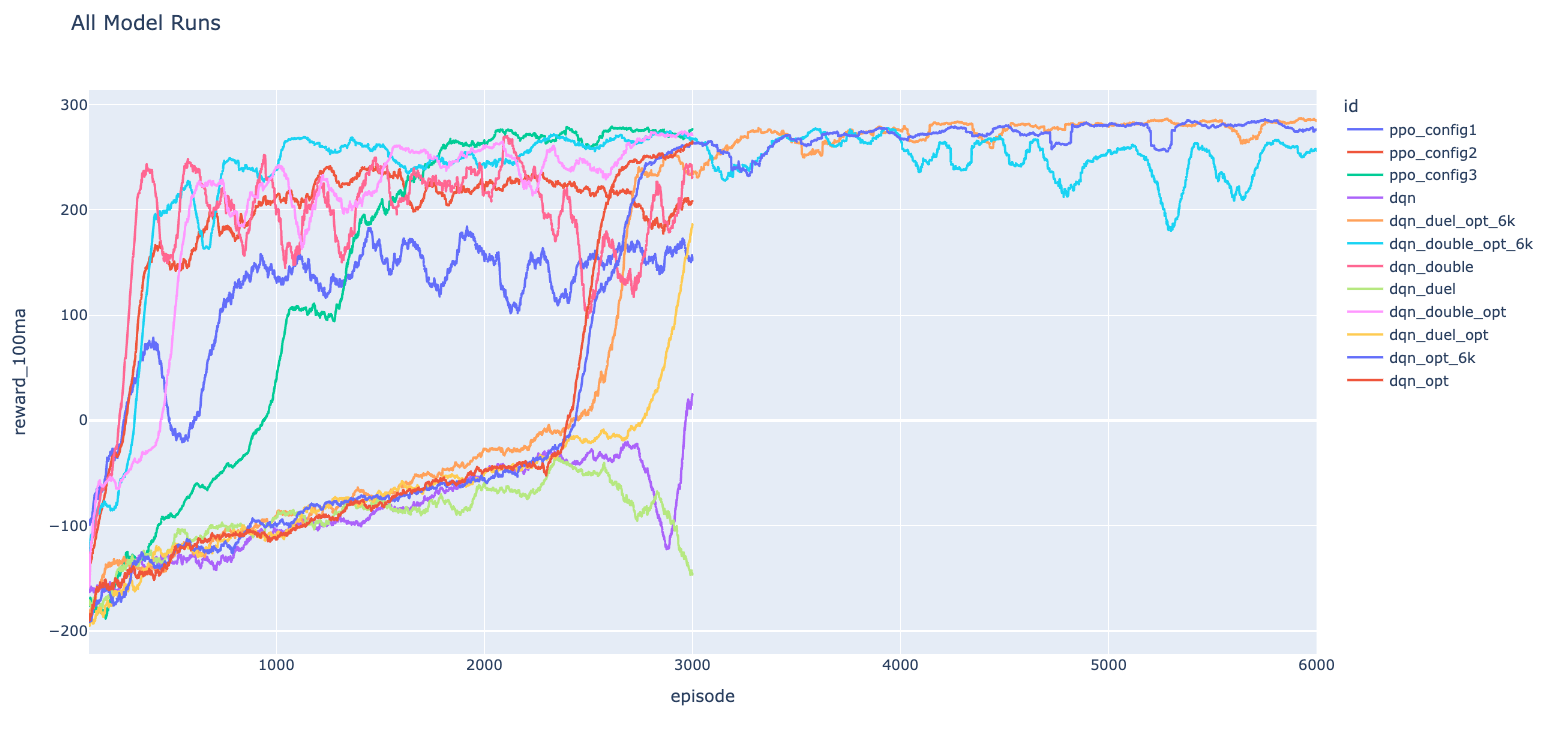 All Model Runs
300
200
100
0
−100
−200
reward_100ma
1000
2000
3000
4000
5000
6000
episode
id
ppo_config1
ppo_config2
ppo_config3
dqn
dqn_duel_opt_6k
dqn_double_opt_6k
dqn_double
dqn_duel
dqn_double_opt
dqn_duel_opt
dqn_opt_6k
dqn_opt